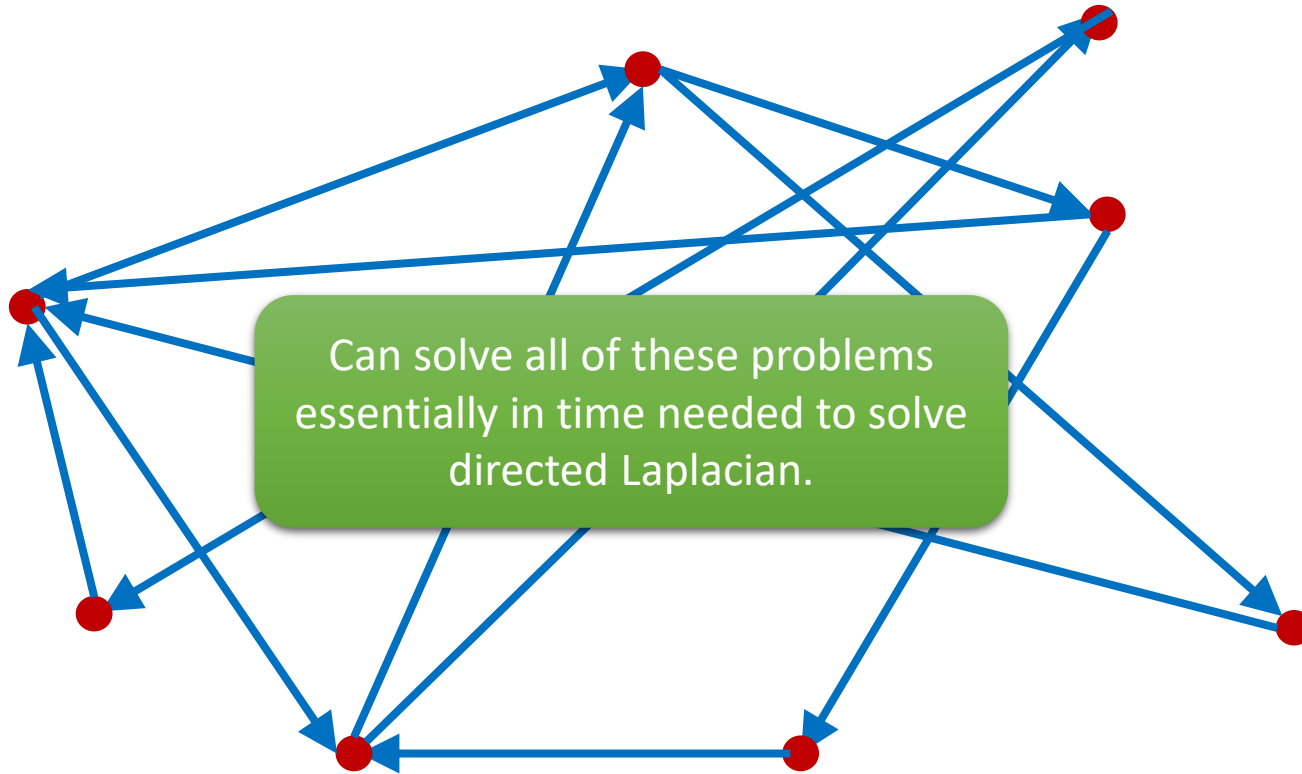 Can solve all of these problems
essentially in time needed to solve
directed Laplacian.